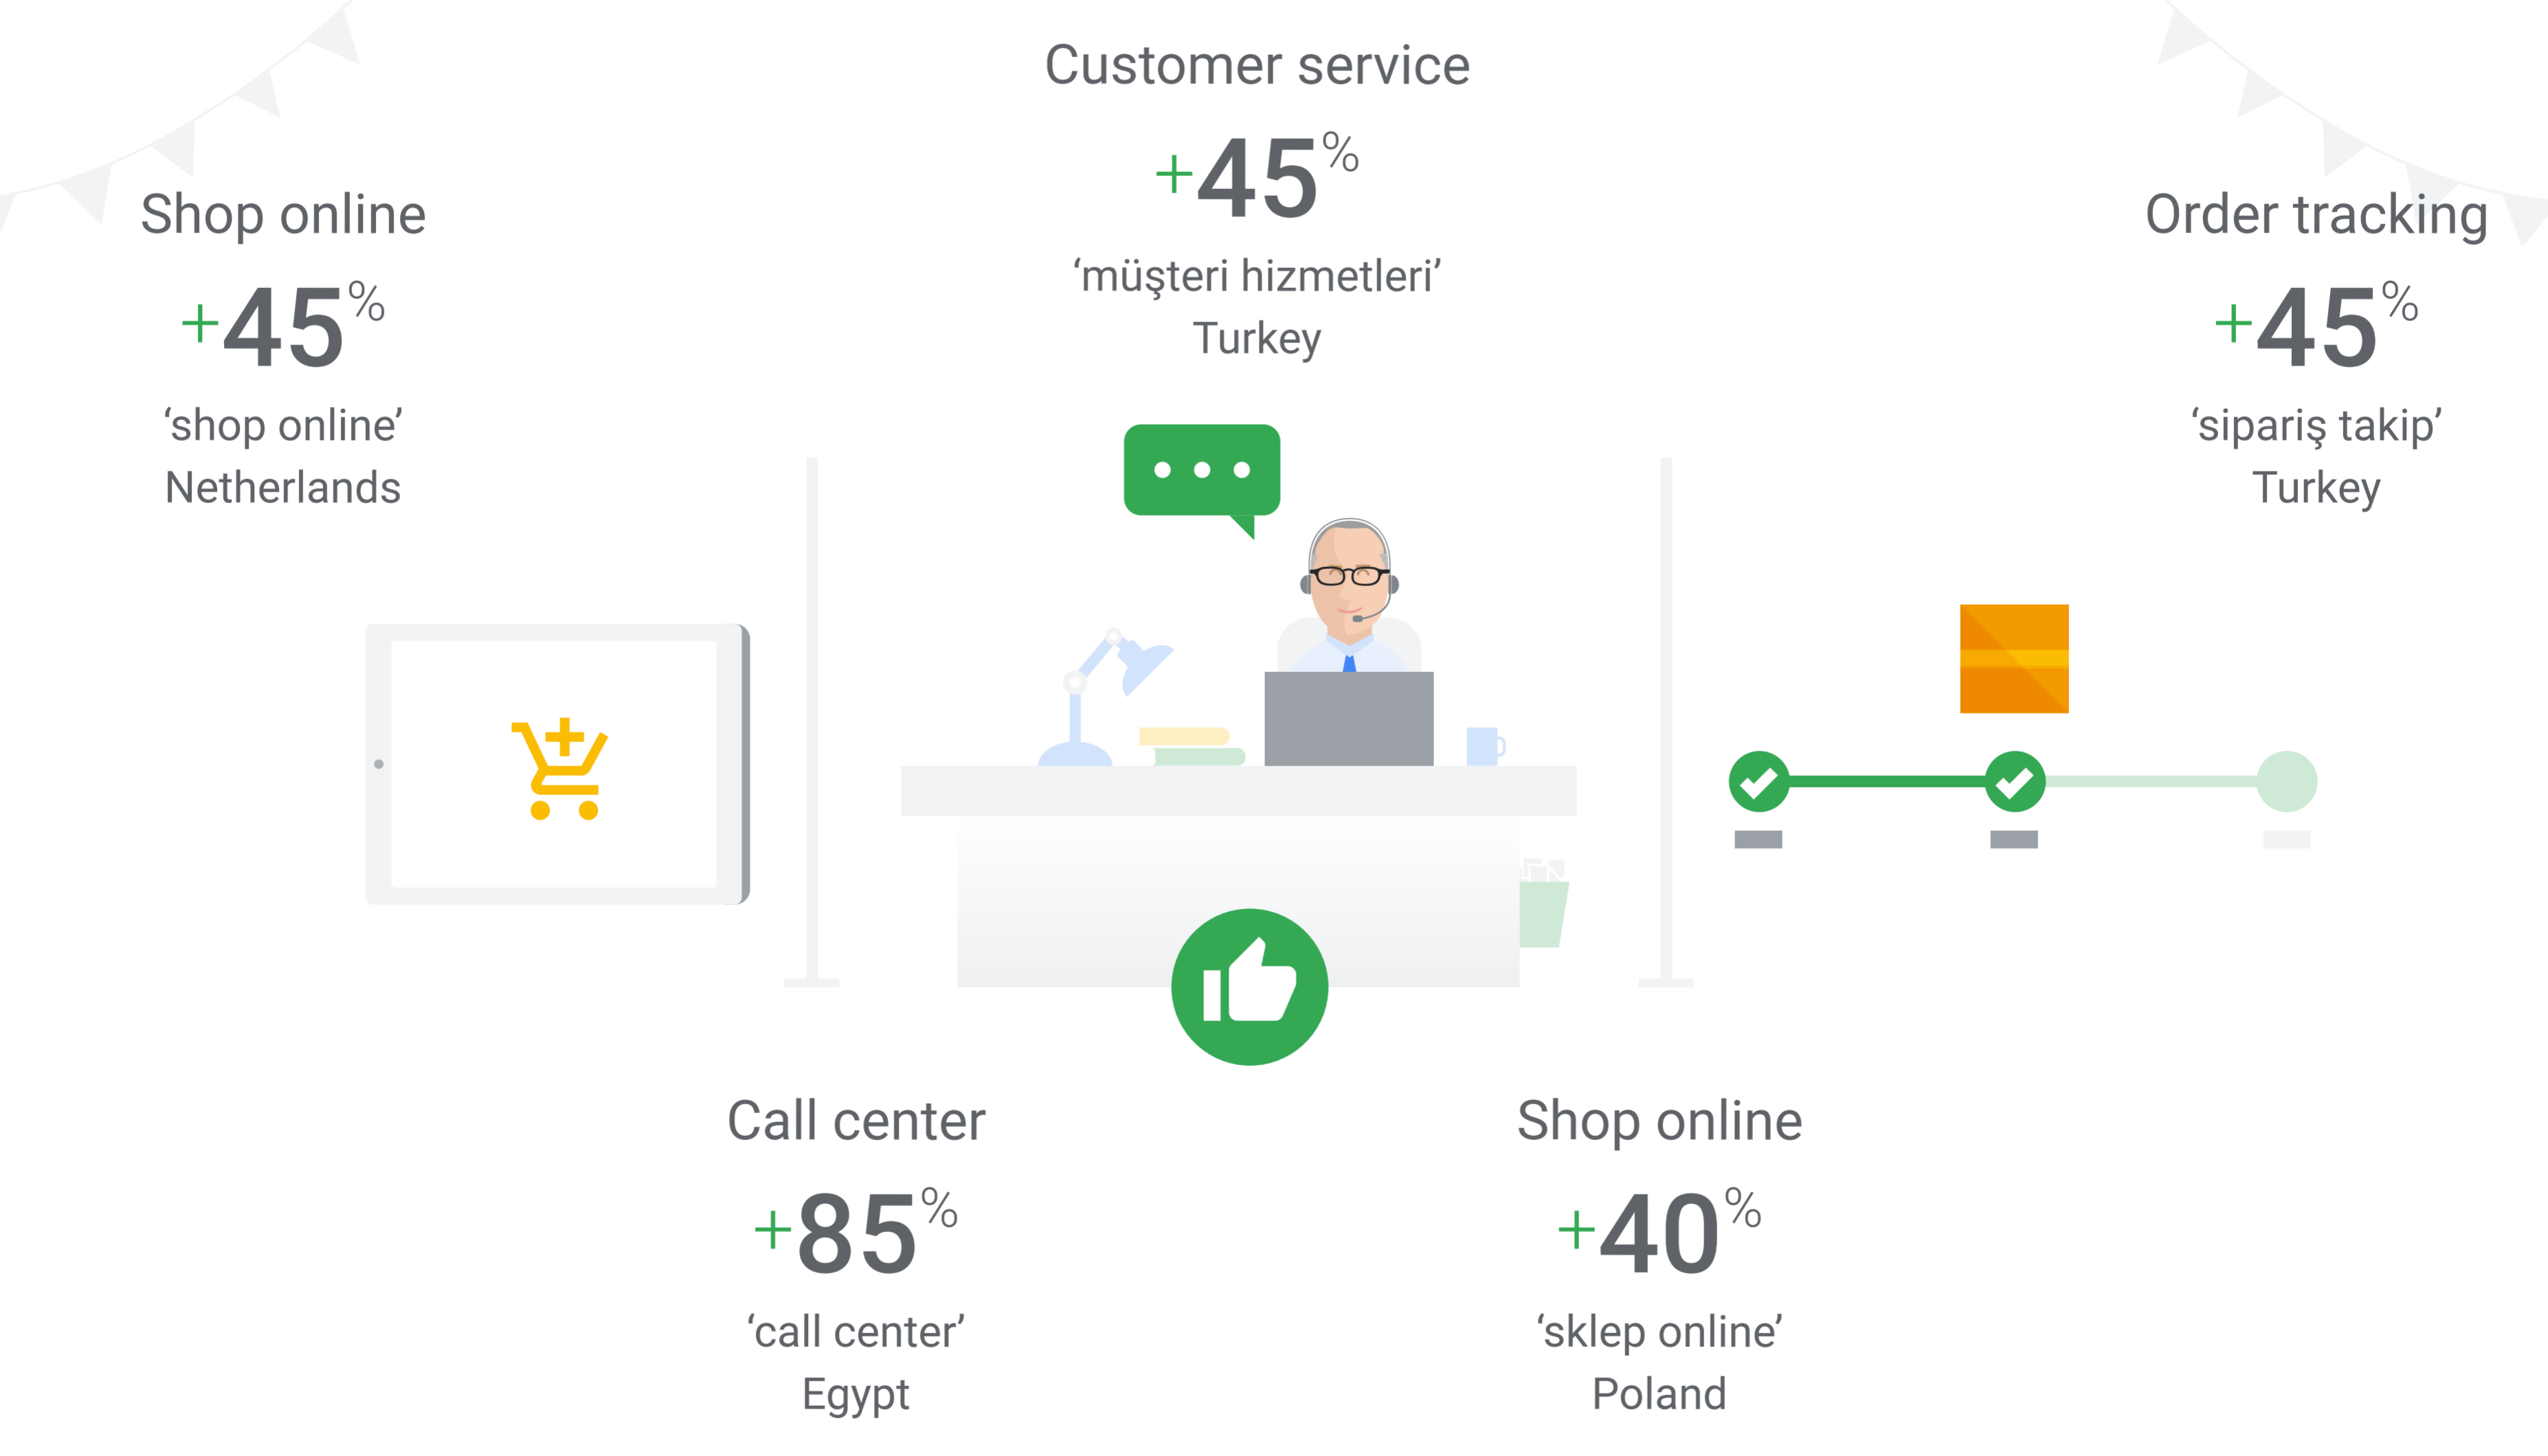 Customer service
+45%
‘müşteri hizmetleri’
Turkey
Shop online
+45%
‘shop online’
Netherlands
Order tracking
+45%
‘sipariş takip’
Turkey
Call center
+85%
‘call center’
Egypt
Shop online
+40%
‘sklep online’
Poland